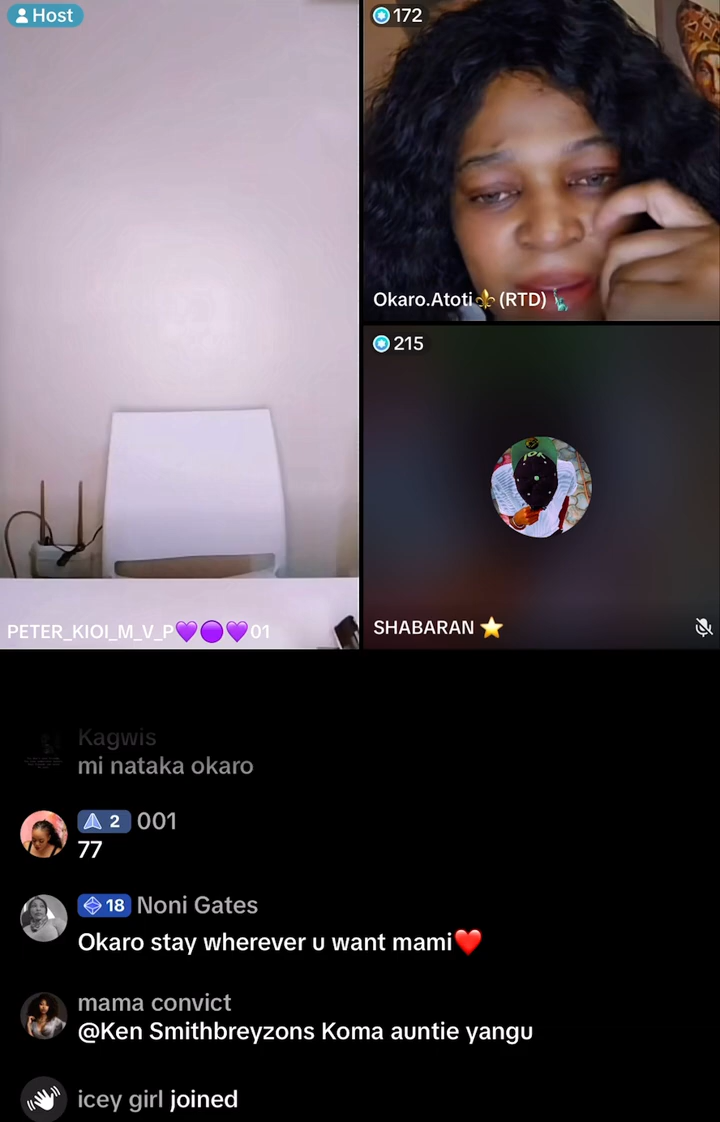 Host
172
Okaro.Atoti⚜️(RTD)🗽
215
SHABARAN ⭐
PETER_KIOI_M_V_P💜🟣💜01
Kagwis
mi nataka okaro
2 001
77
18 Noni Gates
Okaro stay wherever u want mami❤️
mama convict
@Ken Smithbreyzons Koma auntie yangu
icey girl joined